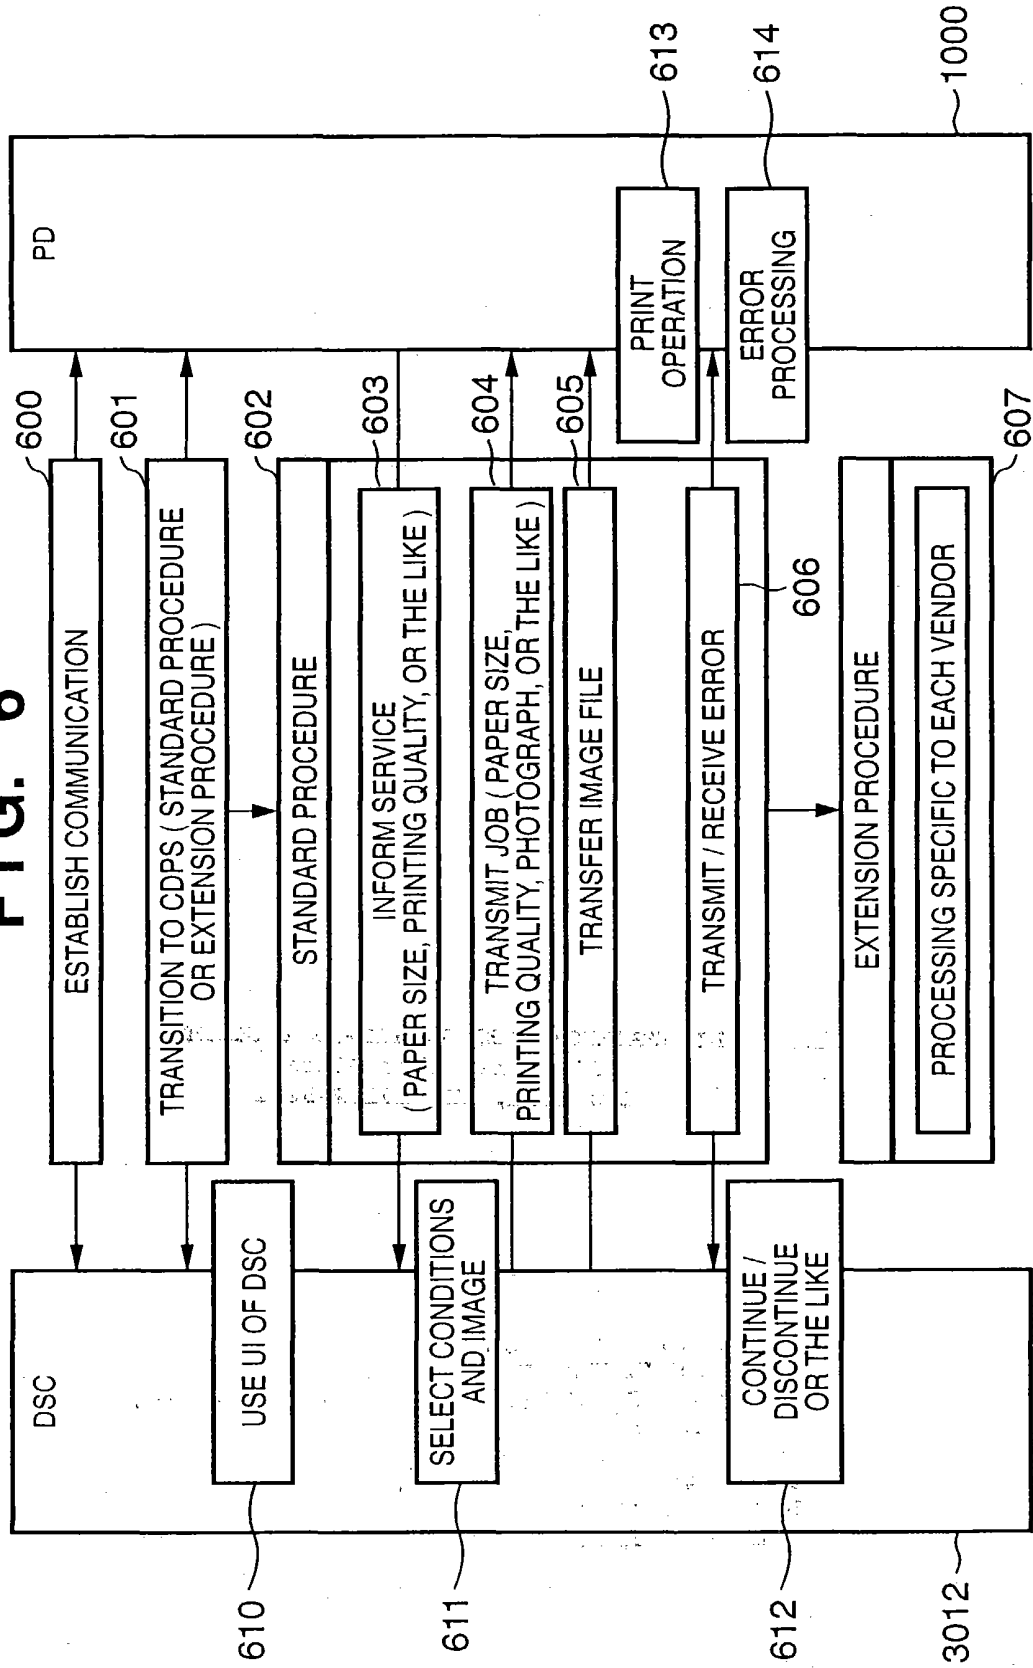 FIG. 6
DSC
PD
ESTABLISH COMMUNICATION
600
TRANSITION TO CDPS ( STANDARD PROCEDURE
OR EXTENSION PROCEDURE )
601
USE UI OF DSC
610
STANDARD PROCEDURE
602
INFORM SERVICE
( PAPER SIZE, PRINTING QUALITY, OR THE LIKE )
603
SELECT CONDITIONS
AND IMAGE
611
TRANSMIT JOB ( PAPER SIZE,
PRINTING QUALITY, PHOTOGRAPH, OR THE LIKE )
604
TRANSFER IMAGE FILE
605
PRINT
OPERATION
613
TRANSMIT / RECEIVE ERROR
606
CONTINUE /
DISCONTINUE
OR THE LIKE
612
ERROR
PROCESSING
614
EXTENSION PROCEDURE
PROCESSING SPECIFIC TO EACH VENDOR
607
3012
1000